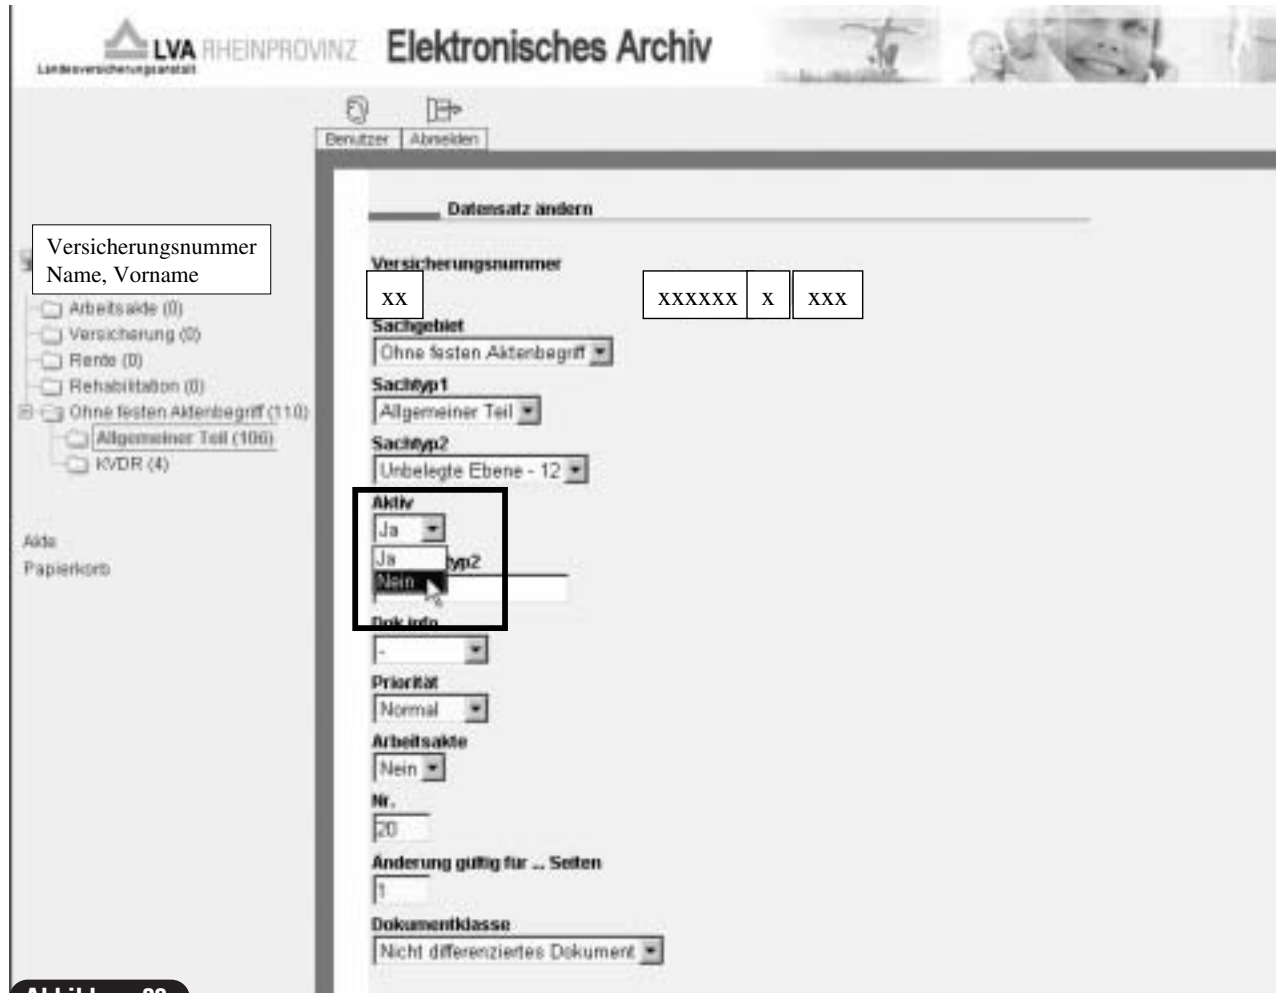 LVA RHEINPROVINZ
Landesversicherungsanstalt
Elektronisches Archiv
Benutzer
Abmelden
Datensatz ändern
Versicherungsnummer
Name, Vorname
Arbeitsakte (0)
Versicherung (0)
Rente (0)
Rehabilitation (0)
Ohne festen Aktenbegriff (110)
Allgemeiner Teil (106)
KVDR (4)
Akte
Papierkorb
Versicherungsnummer
xx xxxxxx x xxx
Sachgebiet
Ohne festen Aktenbegriff
Sachtyp1
Allgemeiner Teil
Sachtyp2
Unbelegte Ebene - 12
Aktiv
Ja
Ja
Nein
typ2
Dok.info
-
Priorität
Normal
Arbeitsakte
Nein
Nr.
20
Änderung gültig für ... Seiten
1
Dokumentklasse
Nicht differenziertes Dokument